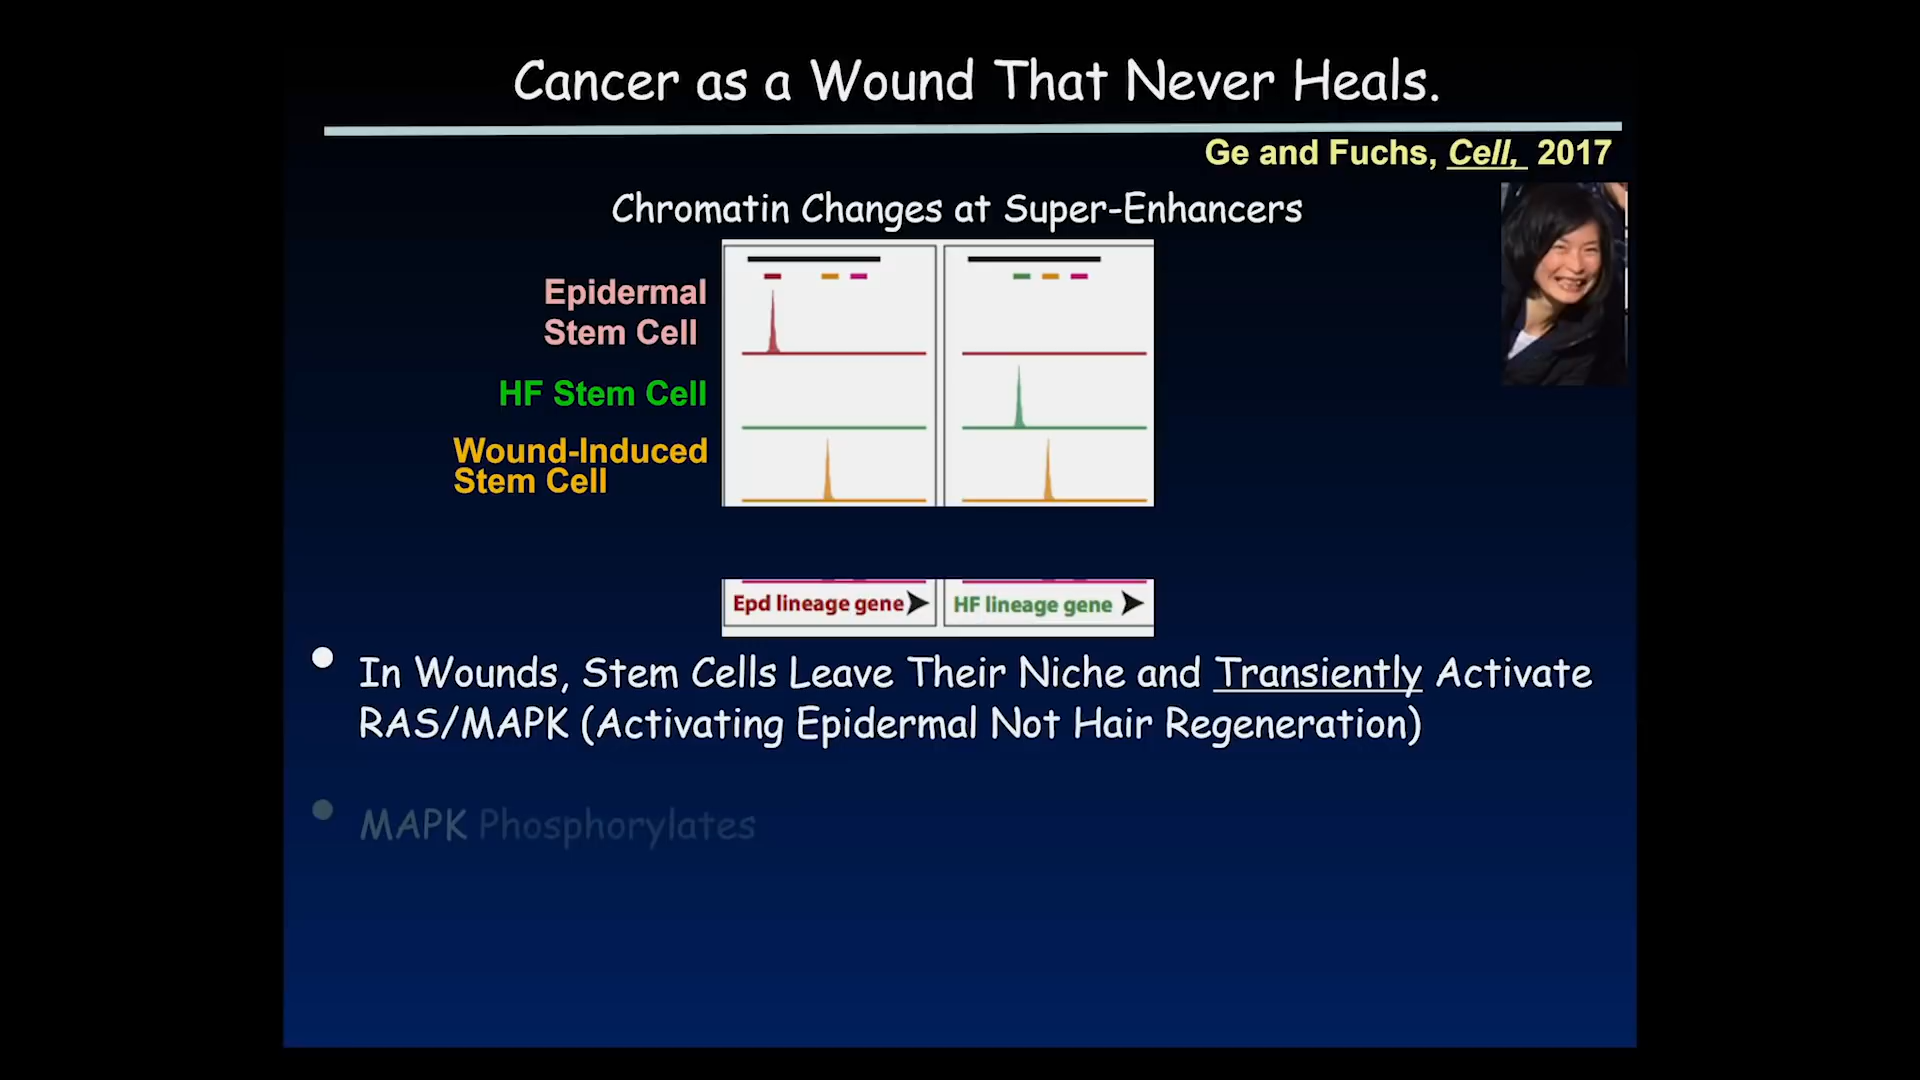 Cancer as a Wound That Never Heals.
Ge and Fuchs, Cell, 2017
Chromatin Changes at Super-Enhancers
Epidermal
Stem Cell
HF Stem Cell
Wound-Induced
Stem Cell
Epd lineage gene
HF lineage gene
• In Wounds, Stem Cells Leave Their Niche and Transiently Activate
RAS/MAPK (Activating Epidermal Not Hair Regeneration)
• MAPK Phosphorylates